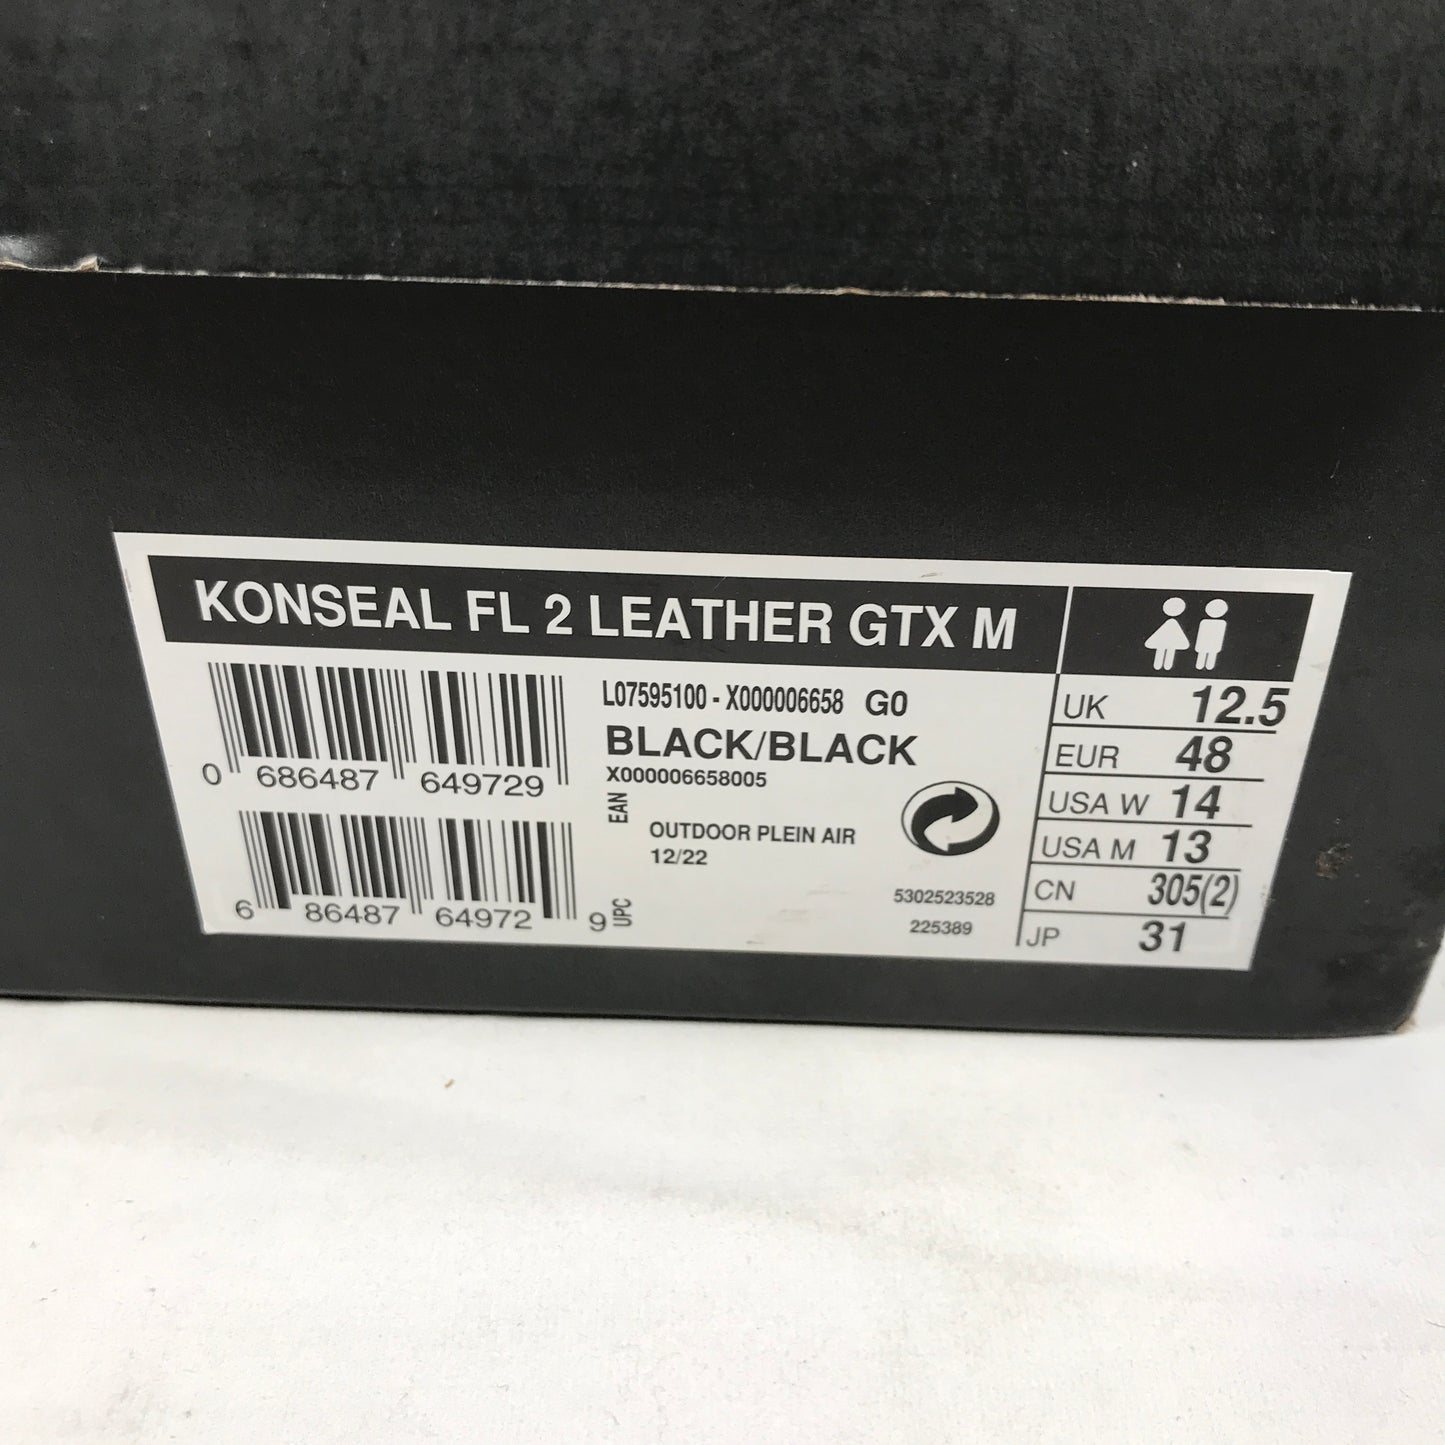 KONSEAL FL 2 LEATHER GTX M
L07595100 - X000006658 G0
BLACK/BLACK
X000006658005
0 686487 649729
EAN
OUTDOOR PLEIN AIR
12/22
6 86487 64972 9
UPC
5302523528
225389
UK 12.5
EUR 48
USA W 14
USA M 13
CN 305(2)
JP 31